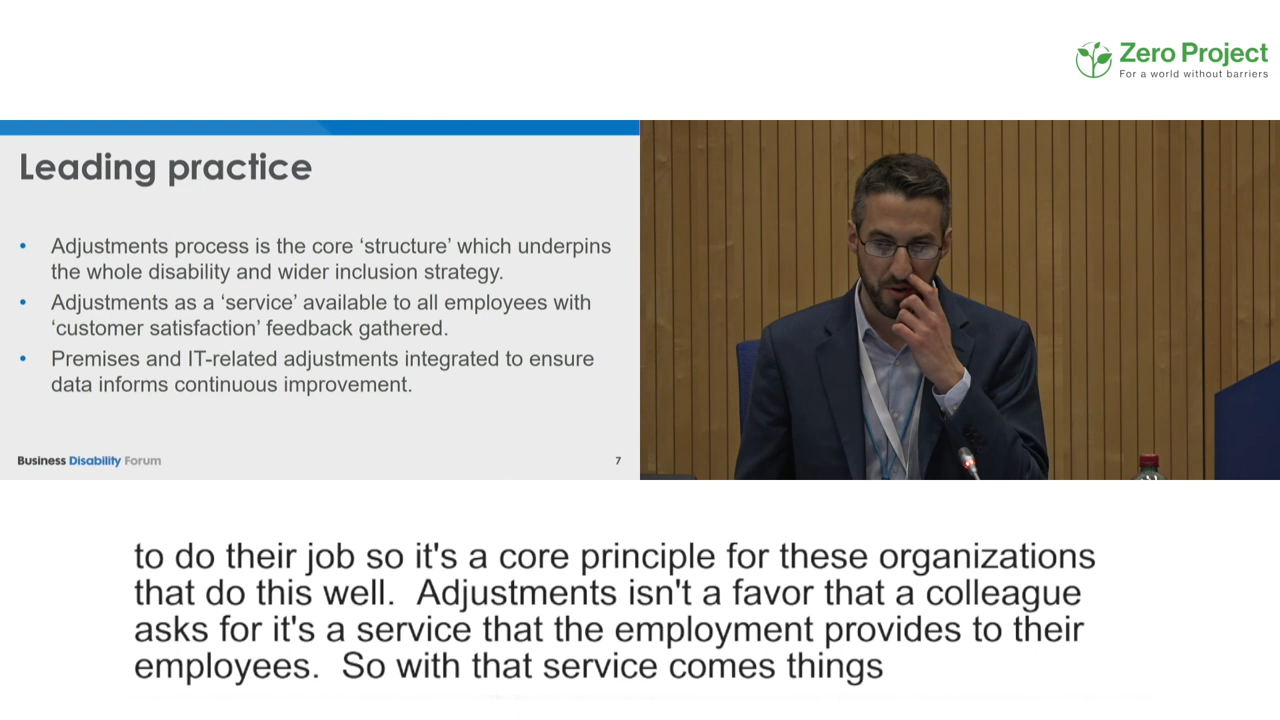 Zero Project
For a world without barriers
Leading practice
• Adjustments process is the core ‘structure’ which underpins
the whole disability and wider inclusion strategy.
• Adjustments as a ‘service’ available to all employees with
‘customer satisfaction’ feedback gathered.
• Premises and IT-related adjustments integrated to ensure
data informs continuous improvement.
Business Disability Forum
7
to do their job so it's a core principle for these organizations
that do this well.  Adjustments isn't a favor that a colleague
asks for it's a service that the employment provides to their
employees.  So with that service comes things